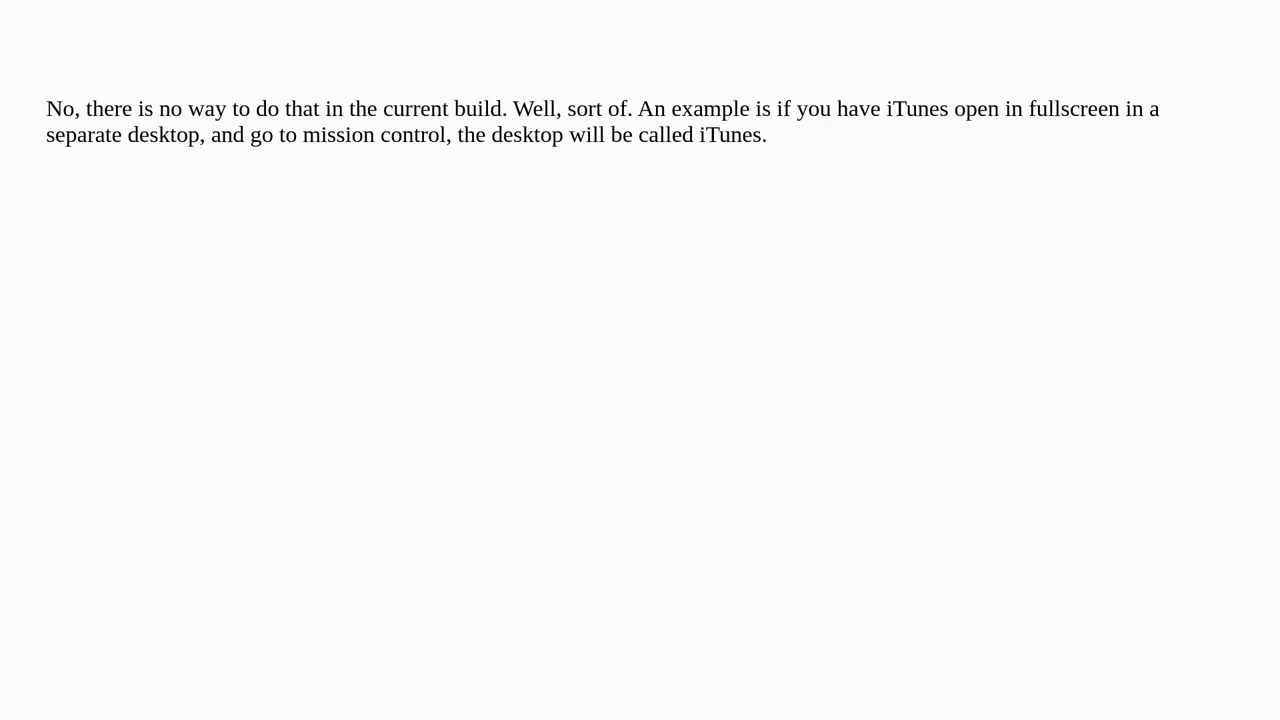 No, there is no way to do that in the current build. Well, sort of. An example is if you have iTunes open in fullscreen in a
separate desktop, and go to mission control, the desktop will be called iTunes.